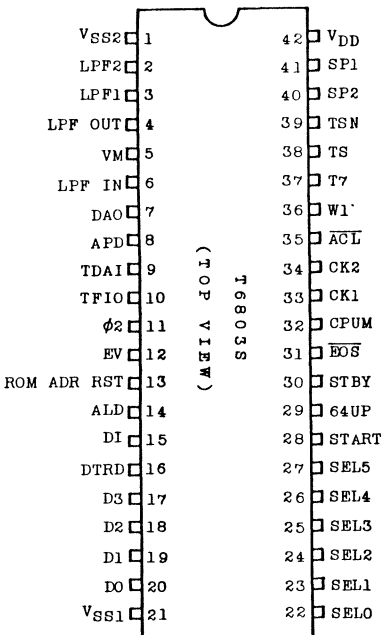 VSS2 1 42 VDD
LPF2 2 41 SP1
LPF1 3 40 SP2
LPF OUT 4 39 TSN
VM 5 38 TS
LPF IN 6 37 T7
DAO 7 36 W1
APD 8 35 ACL
TDAI 9 34 CK2
TFIO 10 33 CK1
ϕ2 11 32 CPUM
EV 12 31 EOS
ROM ADR RST 13 30 STBY
ALD 14 29 64UP
DI 15 28 START
DTRD 16 27 SEL5
D3 17 26 SEL4
D2 18 25 SEL3
D1 19 24 SEL2
D0 20 23 SEL1
VSS1 21 22 SEL0
T6803S
(TOP VIEW)